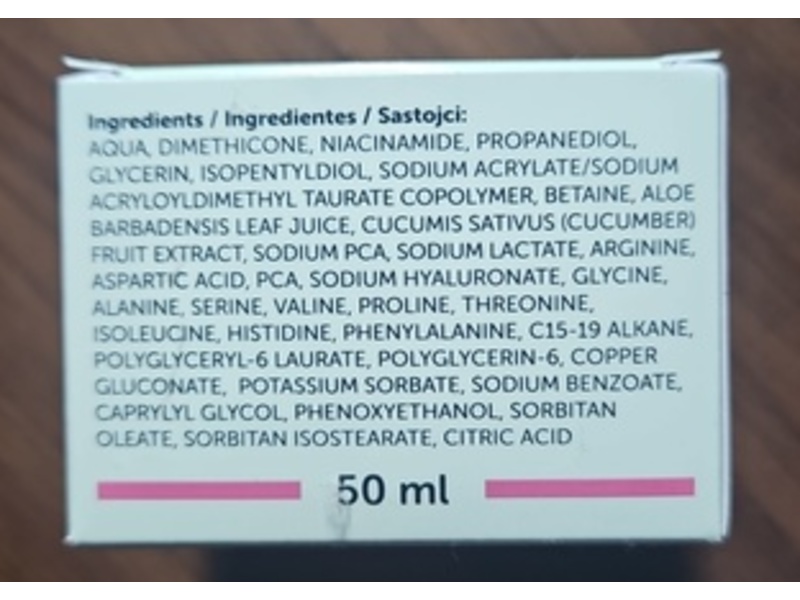 Ingredients / Ingredientes / Sastojci:
AQUA, DIMETHICONE, NIACINAMIDE, PROPANEDIOL,
GLYCERIN, ISOPENTYLDIOL, SODIUM ACRYLATE/SODIUM
ACRYLOYLDIMETHYL TAURATE COPOLYMER, BETAINE, ALOE
BARBADENSIS LEAF JUICE, CUCUMIS SATIVUS (CUCUMBER)
FRUIT EXTRACT, SODIUM PCA, SODIUM LACTATE, ARGININE,
ASPARTIC ACID, PCA, SODIUM HYALURONATE, GLYCINE,
ALANINE, SERINE, VALINE, PROLINE, THREONINE,
ISOLEUCINE, HISTIDINE, PHENYLALANINE, C15-19 ALKANE,
POLYGLYCERYL-6 LAURATE, POLYGLYCERIN-6, COPPER
GLUCONATE, POTASSIUM SORBATE, SODIUM BENZOATE,
CAPRYLYL GLYCOL, PHENOXYETHANOL, SORBITAN
OLEATE, SORBITAN ISOSTEARATE, CITRIC ACID
50 ml